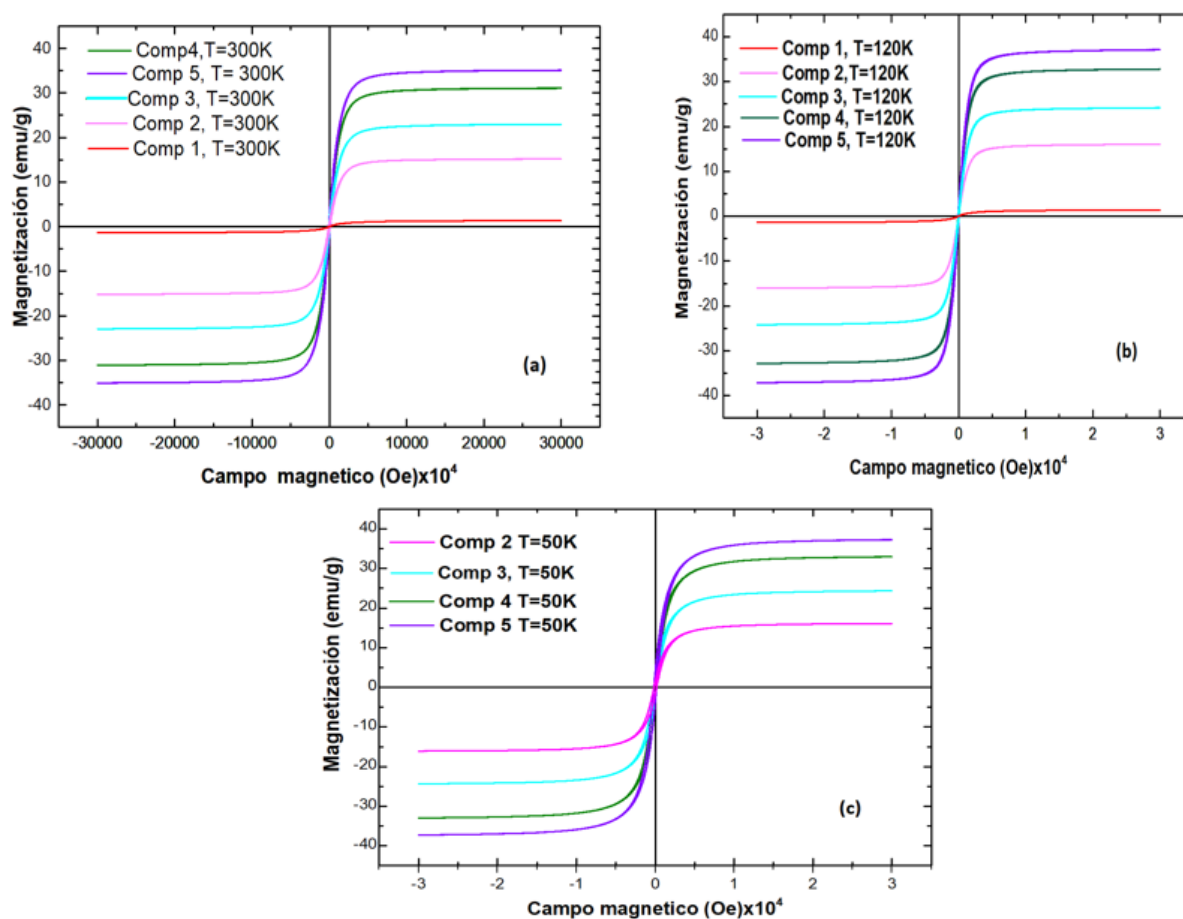 Comp4,T=300K
Comp 5, T= 300K
Comp 3, T=300K
Comp 2, T=300K
Comp 1, T=300K
Magnetización (emu/g)
40
30
20
10
0
-10
-20
-30
-40
(a)
-30000 -20000 -10000 0 10000 20000 30000
Campo magnetico (Oe)x10⁴
Comp 1, T=120K
Comp 2,T=120K
Comp 3, T=120K
Comp 4, T=120K
Comp 5, T=120K
Magnetización (emu/g)
40
30
20
10
0
-10
-20
-30
-40
(b)
-3 -2 -1 0 1 2 3
Campo magnetico (Oe)x10⁴
Comp 2 T=50K
Comp 3, T=50K
Comp 4 T=50K
Comp 5 T=50K
Magnetización (emu/g)
40
30
20
10
0
-10
-20
-30
-40
(c)
-3 -2 -1 0 1 2 3
Campo magnetico (Oe)x10⁴